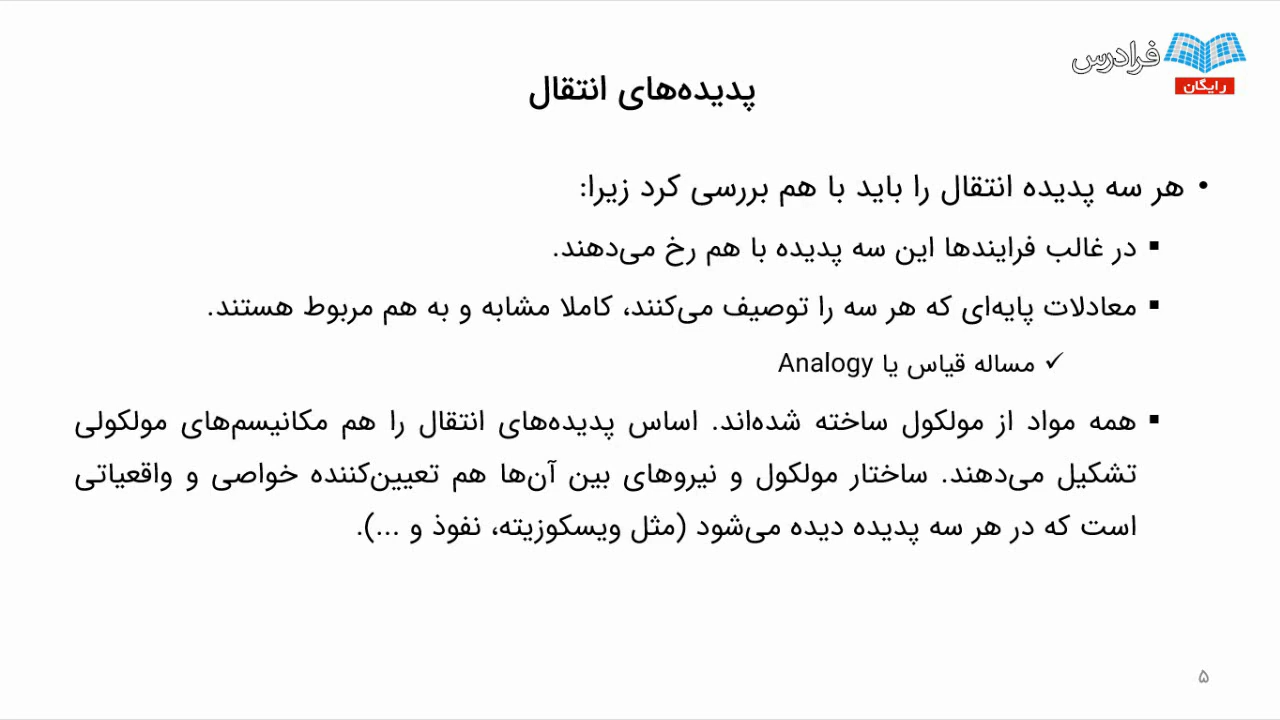 فرادرس
رایگان
پدیده‌های انتقال
• هر سه پدیده انتقال را باید با هم بررسی کرد زیرا:
▪ در غالب فرایندها این سه پدیده با هم رخ می‌دهند.
▪ معادلات پایه‌ای که هر سه را توصیف می‌کنند، کاملا مشابه و به هم مربوط هستند.
✓ مساله قیاس یا Analogy
▪ همه مواد از مولکول ساخته شده‌اند. اساس پدیده‌های انتقال را هم مکانیسم‌های مولکولی
تشکیل می‌دهند. ساختار مولکول و نیروهای بین آن‌ها هم تعیین‌کننده خواصی و واقعیاتی
است که در هر سه پدیده دیده می‌شود (مثل ویسکوزیته، نفوذ و ...).
۵